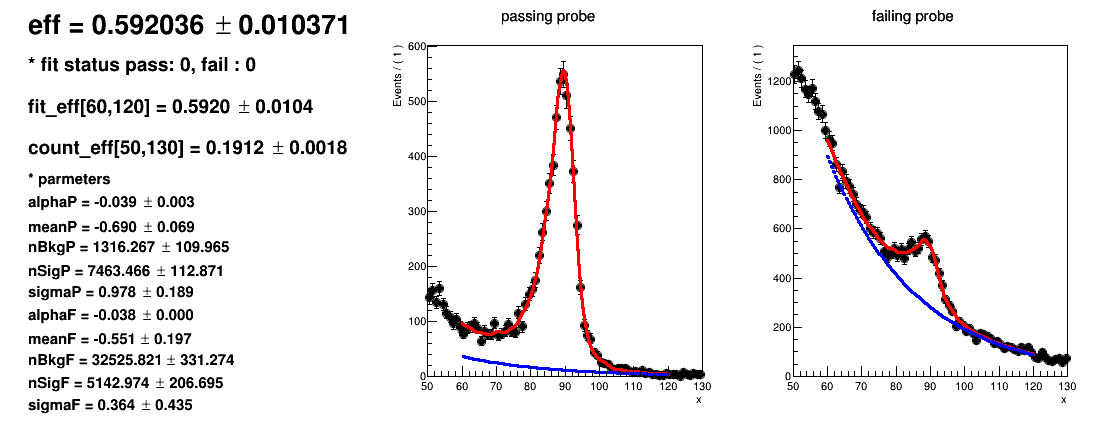 eff = 0.592036 ± 0.010371
* fit status pass: 0, fail : 0
fit_eff[60,120] = 0.5920 ± 0.0104
count_eff[50,130] = 0.1912 ± 0.0018
* parmeters
alphaP = -0.039 ± 0.003
meanP = -0.690 ± 0.069
nBkgP = 1316.267 ± 109.965
nSigP = 7463.466 ± 112.871
sigmaP = 0.978 ± 0.189
alphaF = -0.038 ± 0.000
meanF = -0.551 ± 0.197
nBkgF = 32525.821 ± 331.274
nSigF = 5142.974 ± 206.695
sigmaF = 0.364 ± 0.435
passing probe
Events / ( 1 )
600
500
400
300
200
100
0
50 60 70 80 90 100 110 120 130
x
failing probe
Events / ( 1 )
1200
1000
800
600
400
200
0
50 60 70 80 90 100 110 120 130
x